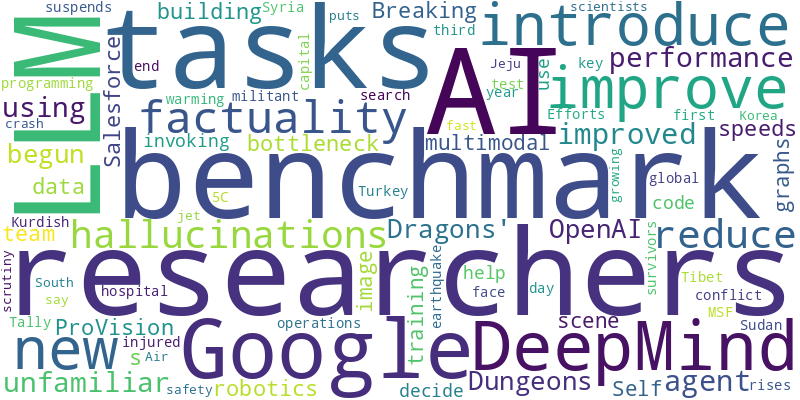 suspends
building
Syria
puts
Breaking
scientists
introduce
LLM
tasks
AI
third
capital
end
Salesforce
programming
warming
militant
search
Jeju
key
performance
use
improve
test
year
using
crash
factuality
Efforts
first
Korea
fast
improved
speeds
begun
invoking
bottleneck
multimodal
data
benchmark
graphs
growing
global
5C
Turkey
code
jet
Kurdish
team
hallucinations
Dragons'
OpenAI
reduce
researchers
scrutiny
South
say
hospital
image
training
earthquake
help
face
day
survivors
Tibet
conflict
MSF
Sudan
Tally
ProVision
operations
scene
new
injured
s
Air
Google
DeepMind
unfamiliar
safety
robotics
decide
Dungeons
Self
agent
rises